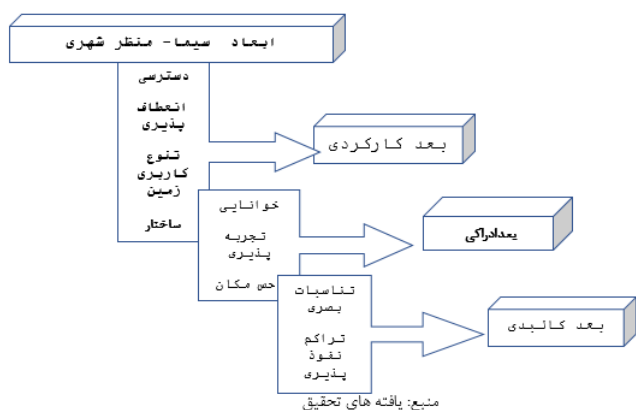 ابعاد سیما- منظر شهری
دسترسی
انعطاف
پذیری
تنوع
کاربری
زمین
ساختار
بعد کارکردی
خوانایی
تجربه
پذیری
حس مکان
بعدادراکی
تناسبات
بصری
تراکم
نفوذ
پذیری
بعد کالبدی
منبع: یافته های تحقیق